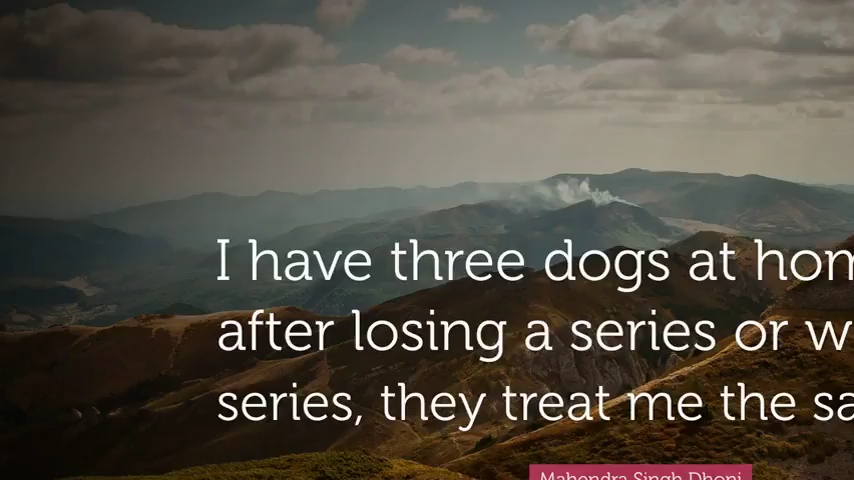 I have three dogs at hom
after losing a series or w
series, they treat me the sa
Mahendra Singh Dhoni